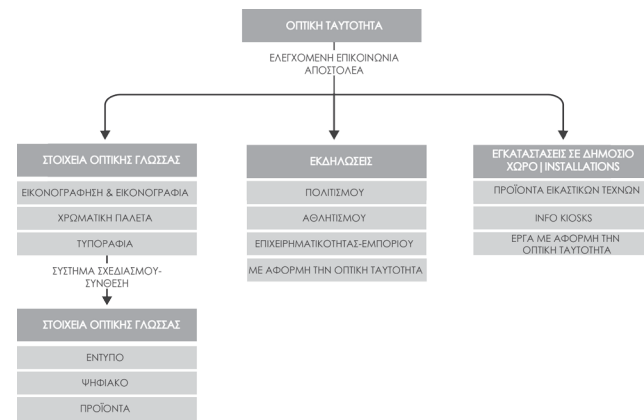 ΟΠΤΙΚΗ ΤΑΥΤΟΤΗΤΑ
ΕΛΕΓΧΟΜΕΝΗ ΕΠΙΚΟΙΝΩΝΙΑ
ΑΠΟΣΤΟΛΕΑ
ΣΤΟΙΧΕΙΑ ΟΠΤΙΚΗΣ ΓΛΩΣΣΑΣ
ΕΙΚΟΝΟΓΡΑΦΗΣΗ & ΕΙΚΟΝΟΓΡΑΦΙΑ
ΧΡΩΜΑΤΙΚΗ ΠΑΛΕΤΑ
ΤΥΠΟΡΑΦΙΑ
ΣΥΣΤΗΜΑ ΣΧΕΔΙΑΣΜΟΥ-
ΣΥΝΘΕΣΗ
ΣΤΟΙΧΕΙΑ ΟΠΤΙΚΗΣ ΓΛΩΣΣΑΣ
ΕΝΤΥΠΟ
ΨΗΦΙΑΚΟ
ΠΡΟΪΟΝΤΑ
ΕΚΔΗΛΩΣΕΙΣ
ΠΟΛΙΤΙΣΜΟΥ
ΑΘΛΗΤΙΣΜΟΥ
ΕΠΙΧΕΙΡΗΜΑΤΙΚΟΤΗΤΑΣ-ΕΜΠΟΡΙΟΥ
ΜΕ ΑΦΟΡΜΗ ΤΗΝ ΟΠΤΙΚΗ ΤΑΥΤΟΤΗΤΑ
ΕΓΚΑΤΑΣΤΑΣΕΙΣ ΣΕ ΔΗΜΟΣΙΟ
ΧΩΡΟ | INSTALLATIONS
ΠΡΟΪΟΝΤΑ ΕΙΚΑΣΤΙΚΩΝ ΤΕΧΝΩΝ
INFO KIOSKS
ΕΡΓΑ ΜΕ ΑΦΟΡΜΗ ΤΗΝ
ΟΠΤΙΚΗ ΤΑΥΤΟΤΗΤΑ